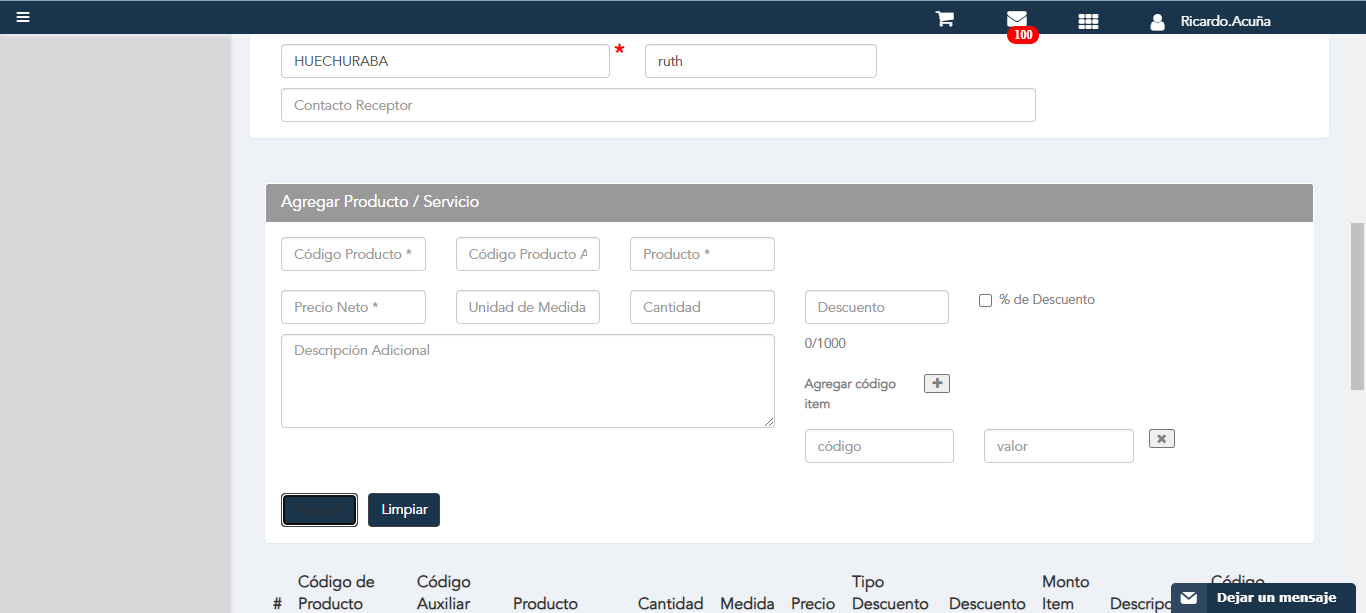 Ricardo.Acuña
100
HUECHURABA * ruth
Contacto Receptor
Agregar Producto / Servicio
Código Producto * Código Producto A Producto *
Precio Neto * Unidad de Medida Cantidad Descuento % de Descuento
Descripción Adicional 0/1000
Agregar código
item
código valor
Agregar Limpiar
Código de Código Tipo Monto Código
# Producto Auxiliar Producto Cantidad Medida Precio Descuento Descuento Item Descripc
Dejar un mensaje